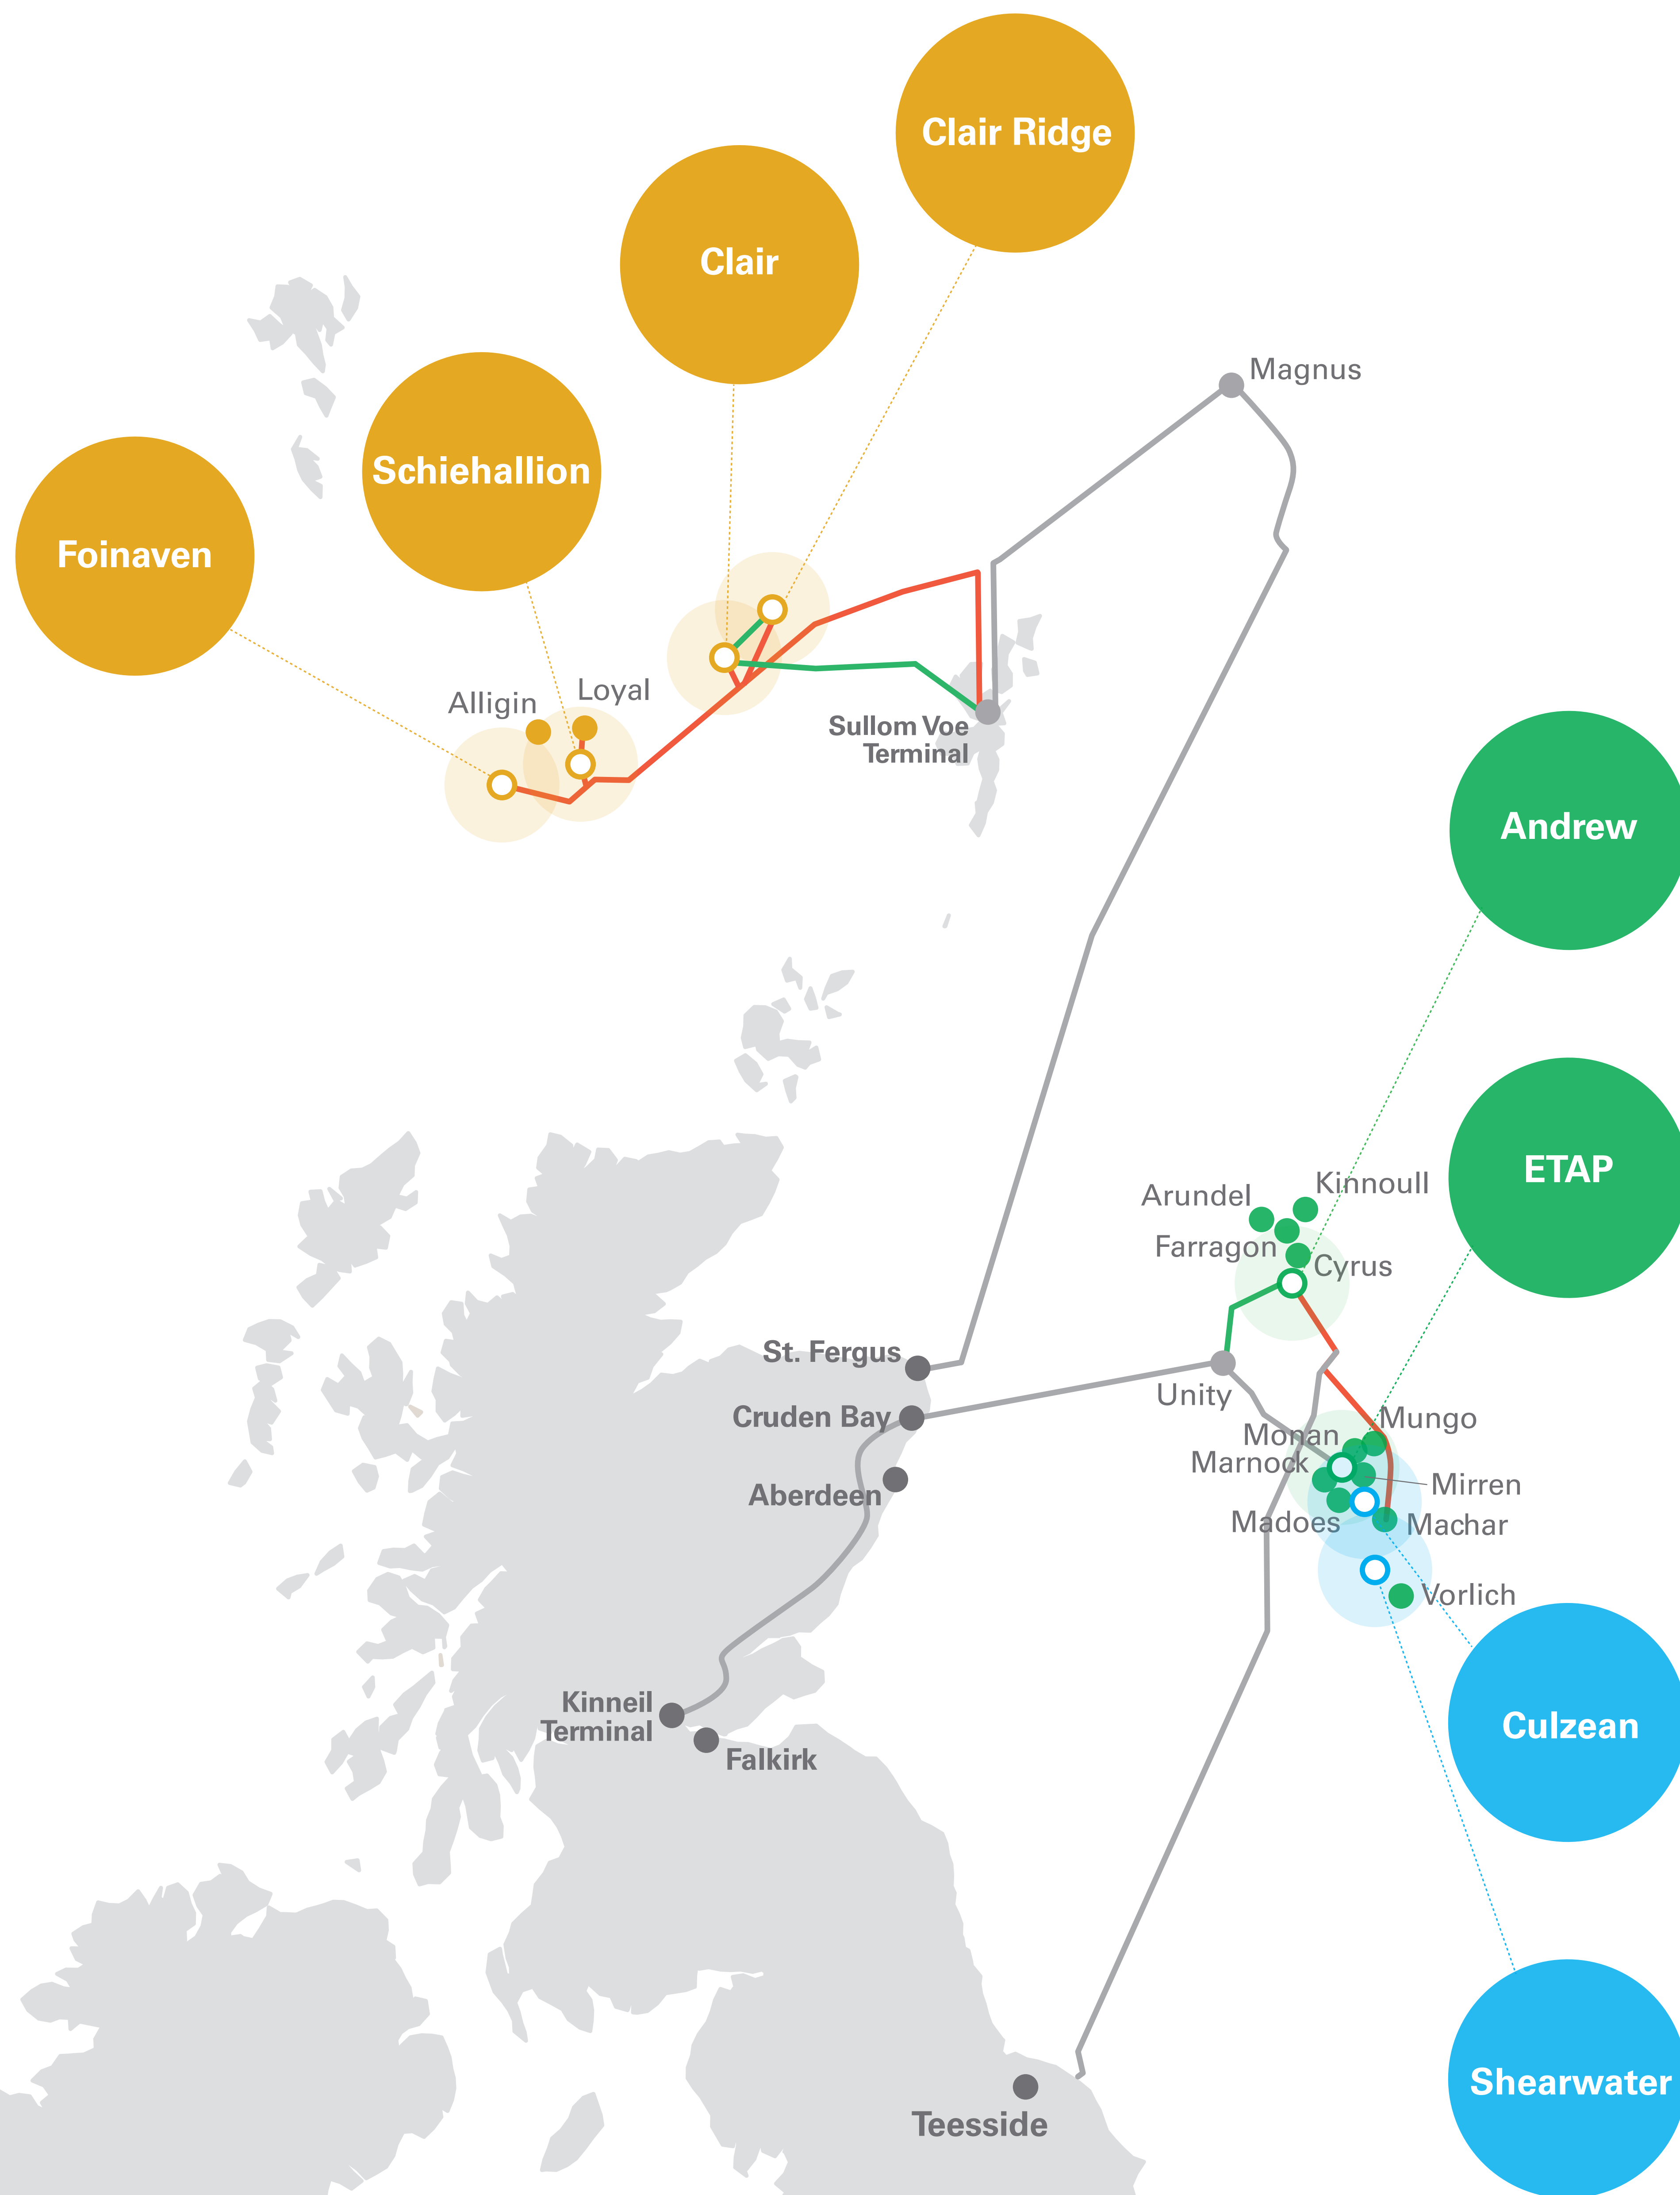 Clair Ridge
Clair
Magnus
Schiehallion
Foinaven
Alligin
Loyal
Sullom Voe
Terminal
Andrew
ETAP
Kinnoull
Arundel
Farragon
Cyrus
St. Fergus
Unity
Cruden Bay
Mungo
Monan
Marnock
Mirren
Aberdeen
Madoes
Machar
Vorlich
Kinneil
Terminal
Falkirk
Culzean
Shearwater
Teesside